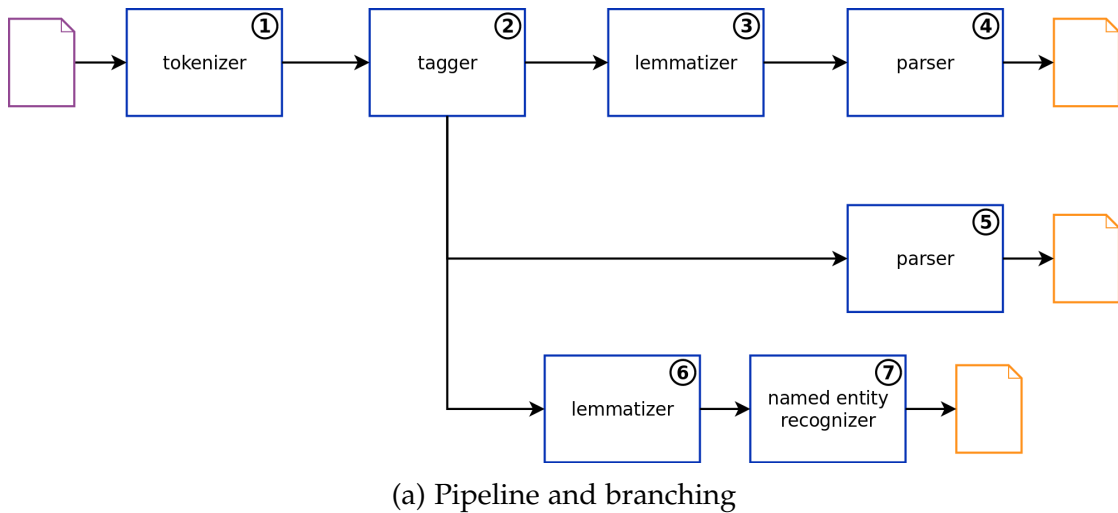 ①
tokenizer
②
tagger
③
lemmatizer
④
parser
⑤
parser
⑥
lemmatizer
⑦
named entity
recognizer
(a) Pipeline and branching